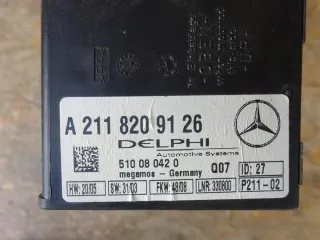 A 211 820 91 26
DELPHI
Automotive Systems
510 08 042 0
megamos - Germany
Q07
ID: 27
HW: 20/05
SW: 31/03
FKW: 48/08
LNR: 330800
P211-02